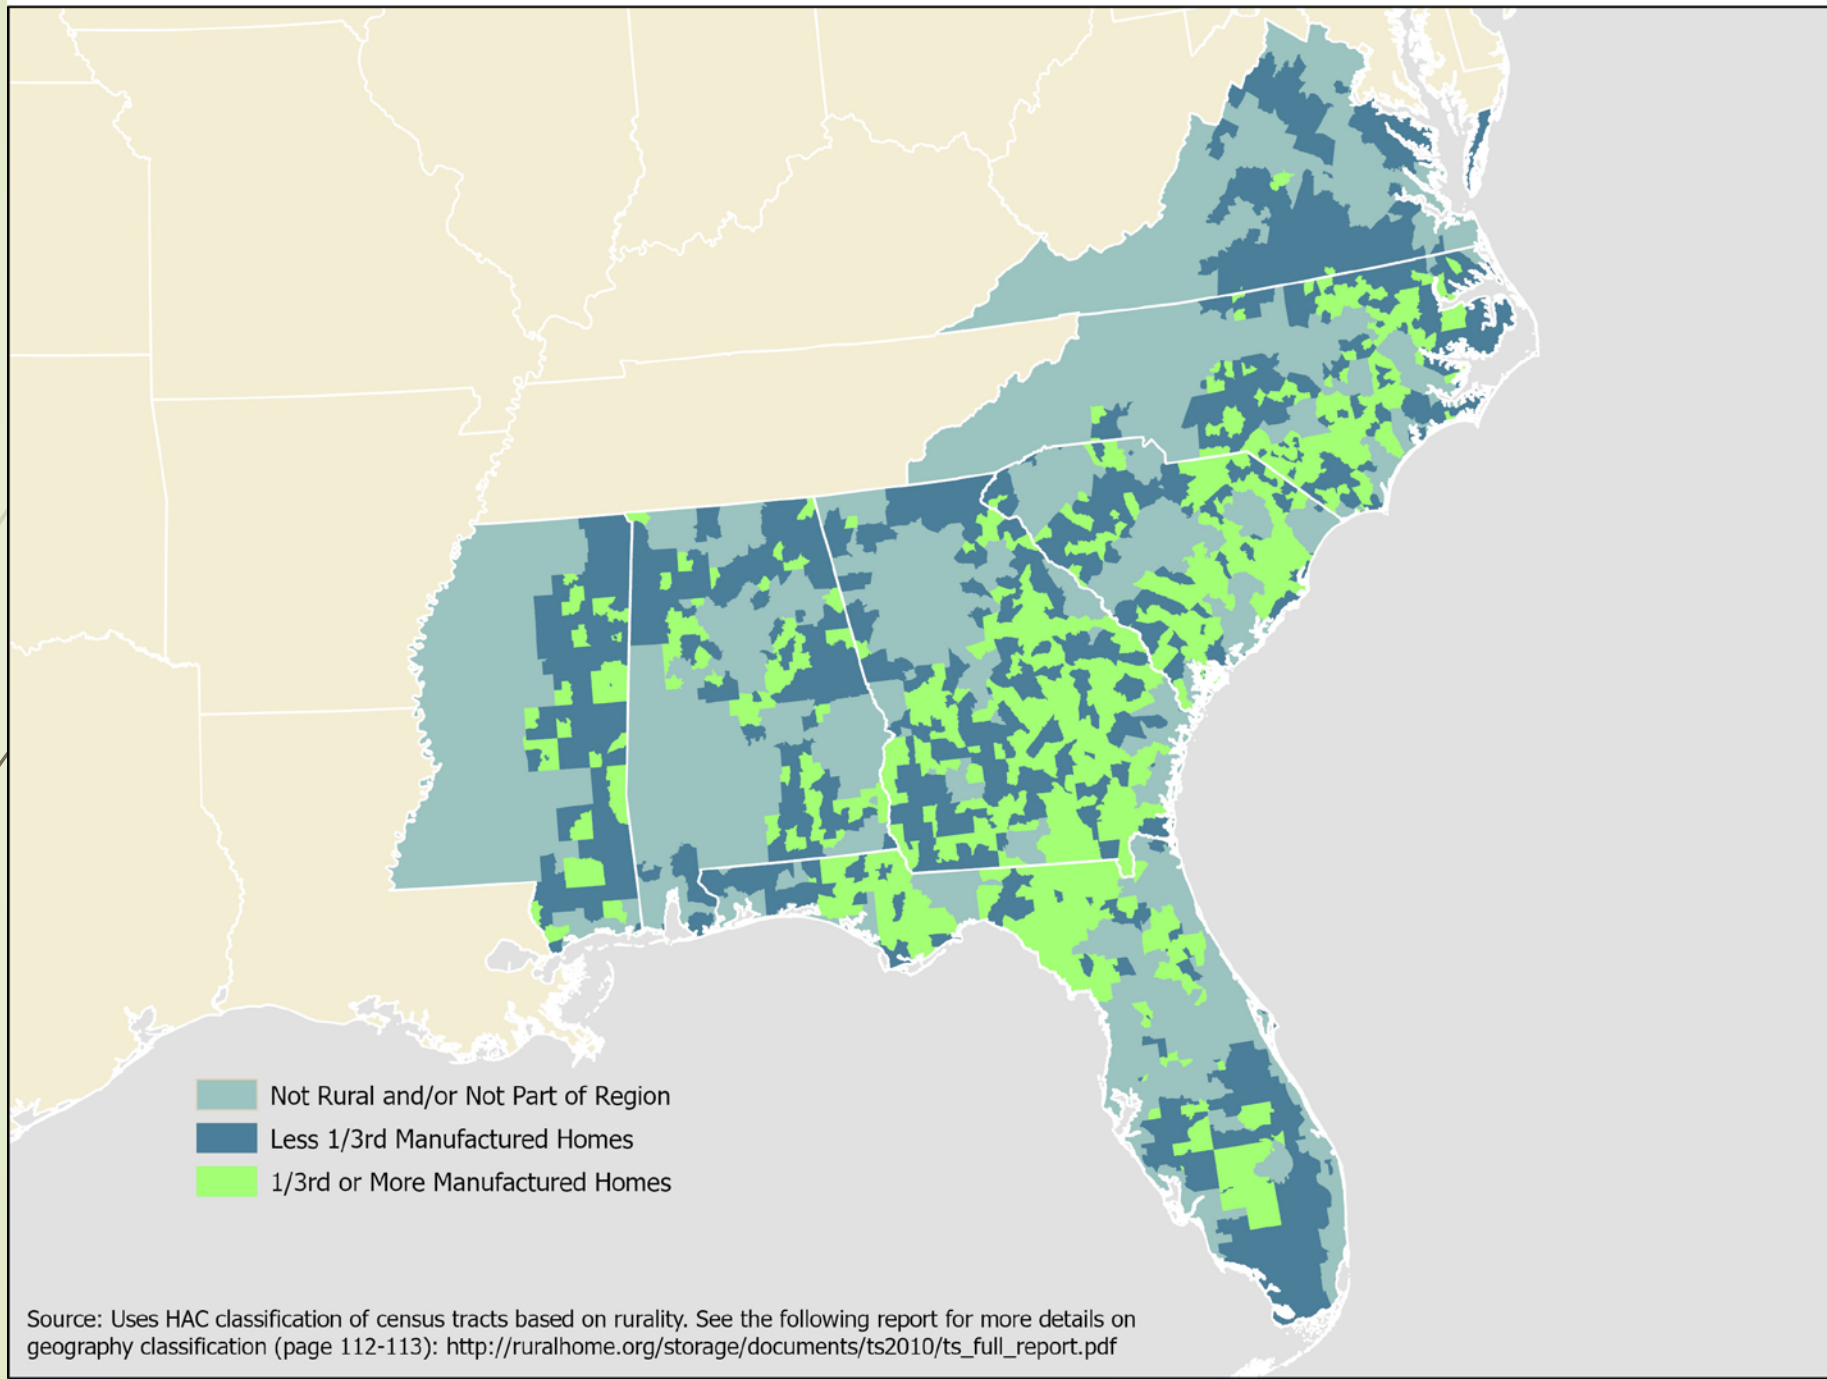 Not Rural and/or Not Part of Region
Less 1/3rd Manufactured Homes
1/3rd or More Manufactured Homes
Source: Uses HAC classification of census tracts based on rurality. See the following report for more details on
geography classification (page 112-113): http://ruralhome.org/storage/documents/ts2010/ts_full_report.pdf